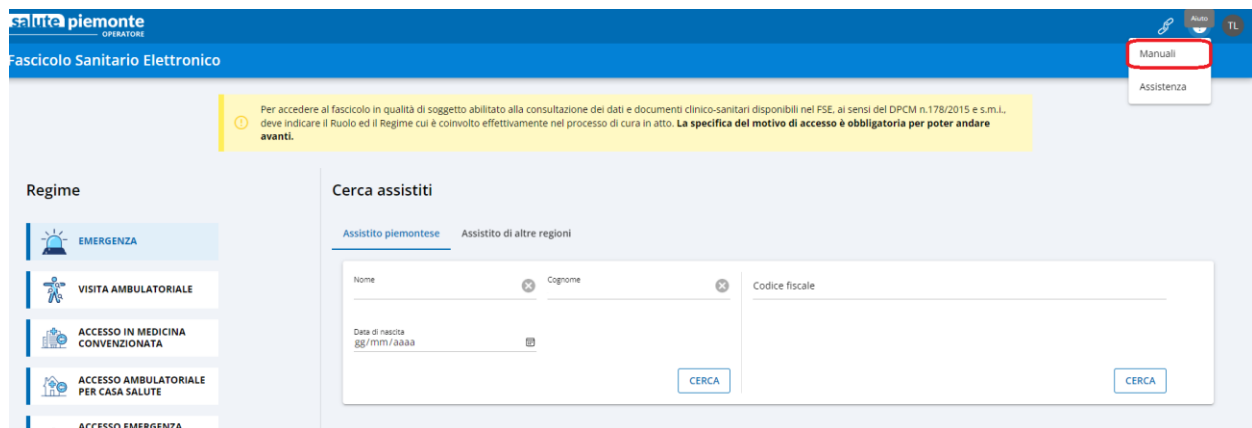 salute piemonte
OPERATORE
Aiuto
TL
Fascicolo Sanitario Elettronico
Manuali
Assistenza
Per accedere al fascicolo in qualità di soggetto abilitato alla consultazione dei dati e documenti clinico-sanitari disponibili nel FSE, ai sensi del DPCM n.178/2015 e s.m.i.,
deve indicare il Ruolo ed il Regime cui è coinvolto effettivamente nel processo di cura in atto. La specifica del motivo di accesso è obbligatoria per poter andare
avanti.
Regime
EMERGENZA
VISITA AMBULATORIALE
ACCESSO IN MEDICINA
CONVENZIONATA
ACCESSO AMBULATORIALE
PER CASA SALUTE
ACCESSO EMERGENZA
Cerca assistiti
Assistito piemontese Assistito di altre regioni
Nome Cognome Codice fiscale
Data di nascita
gg/mm/aaaa
CERCA CERCA